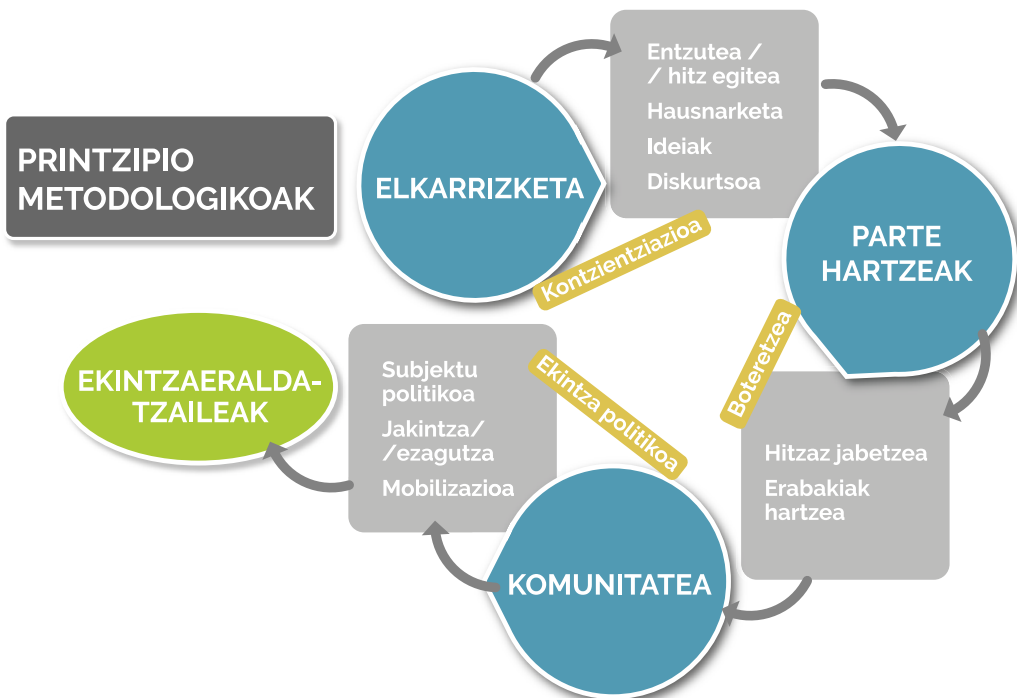 PRINTZIPIO
METODOLOGIKOAK
ELKARRIZKETA
Entzutea /
/ hitz egitea
Hausnarketa
Ideiak
Diskurtsoa
Kontzientziazioa
PARTE
HARTZEAK
Boteretzea
Hitzaz jabetzea
Erabakiak
hartzea
KOMUNITATEA
Ekintza politikoa
Subjektu
politikoa
Jakintza/
/ezagutza
Mobilizazioa
EKINTZAERALDA-
TZAILEAK